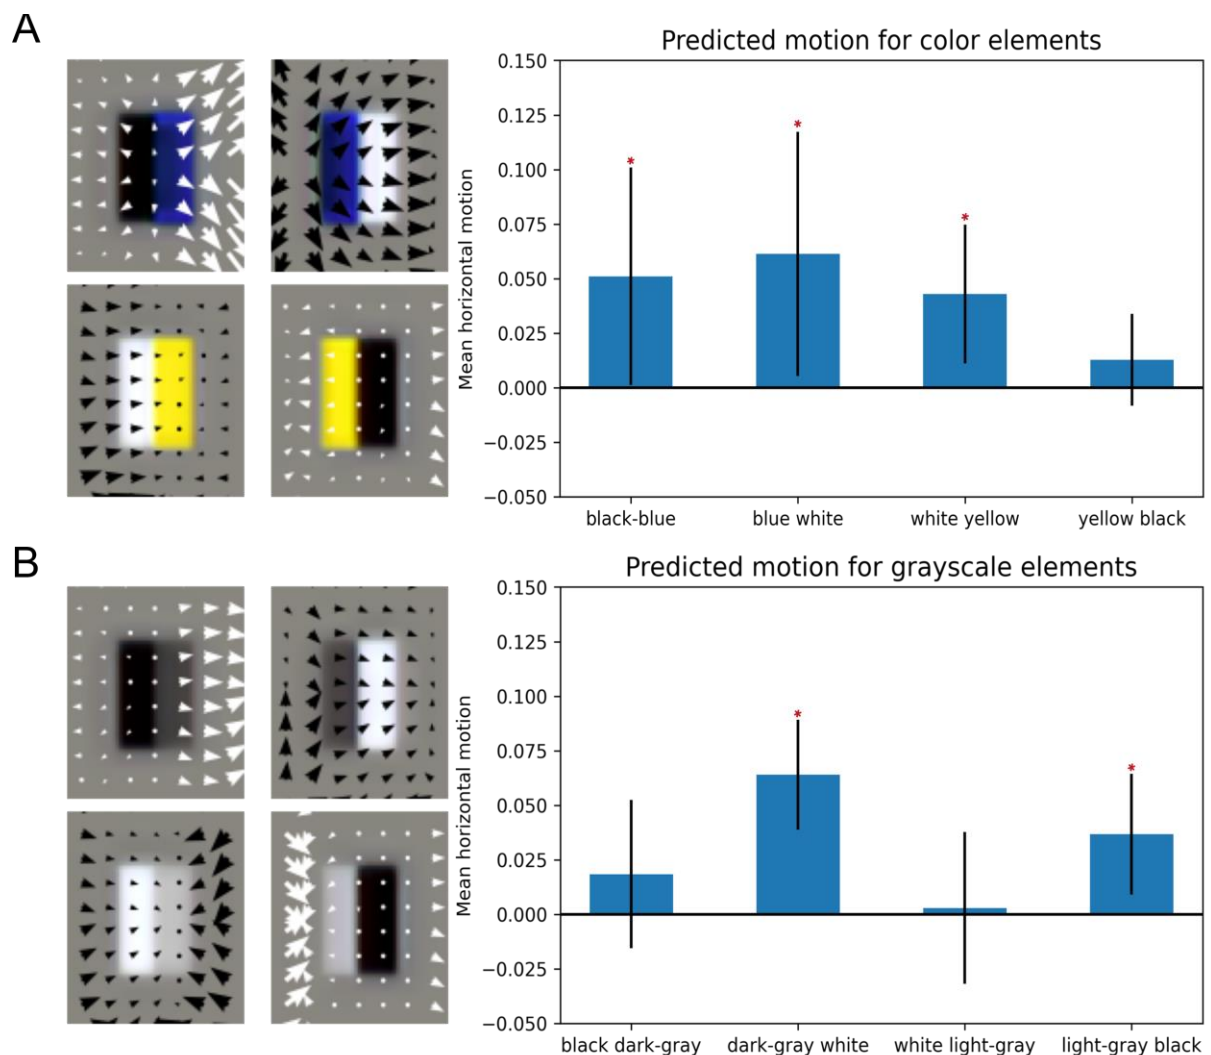 A
Predicted motion for color elements
Mean horizontal motion
0.150
0.125
0.100
0.075
0.050
0.025
0.000
−0.025
−0.050
*
*
*
black-blue
blue white
white yellow
yellow black
B
Predicted motion for grayscale elements
Mean horizontal motion
0.150
0.125
0.100
0.075
0.050
0.025
0.000
−0.025
−0.050
*
*
black dark-gray
dark-gray white
white light-gray
light-gray black